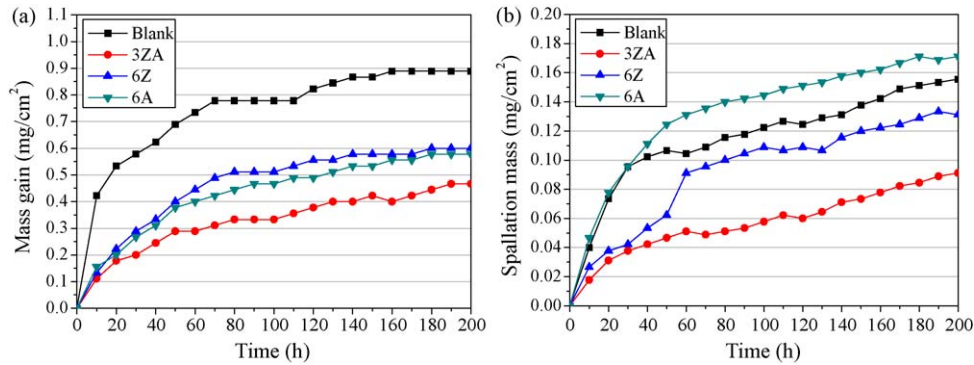 (a)
1.1
1.0
0.9
0.8
0.7
0.6
0.5
0.4
0.3
0.2
0.1
0.0
Mass gain (mg/cm²)
Blank
3ZA
6Z
6A
0 20 40 60 80 100 120 140 160 180 200
Time (h)
(b)
0.20
0.18
0.16
0.14
0.12
0.10
0.08
0.06
0.04
0.02
0.00
Spallation mass (mg/cm²)
Blank
3ZA
6Z
6A
0 20 40 60 80 100 120 140 160 180 200
Time (h)